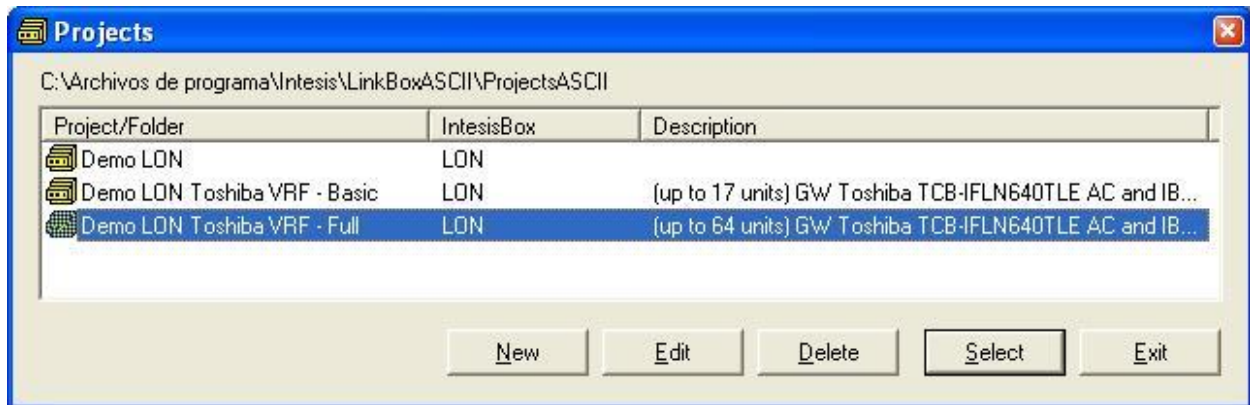 Projects
C:\Archivos de programa\Intesis\LinkBoxASCII\ProjectsASCII
Project/Folder IntesisBox Description
Demo LON LON
Demo LON Toshiba VRF - Basic LON (up to 17 units) GW Toshiba TCB-IFLN640TLE AC and IB...
Demo LON Toshiba VRF - Full LON (up to 64 units) GW Toshiba TCB-IFLN640TLE AC and IB...
New Edit Delete Select Exit